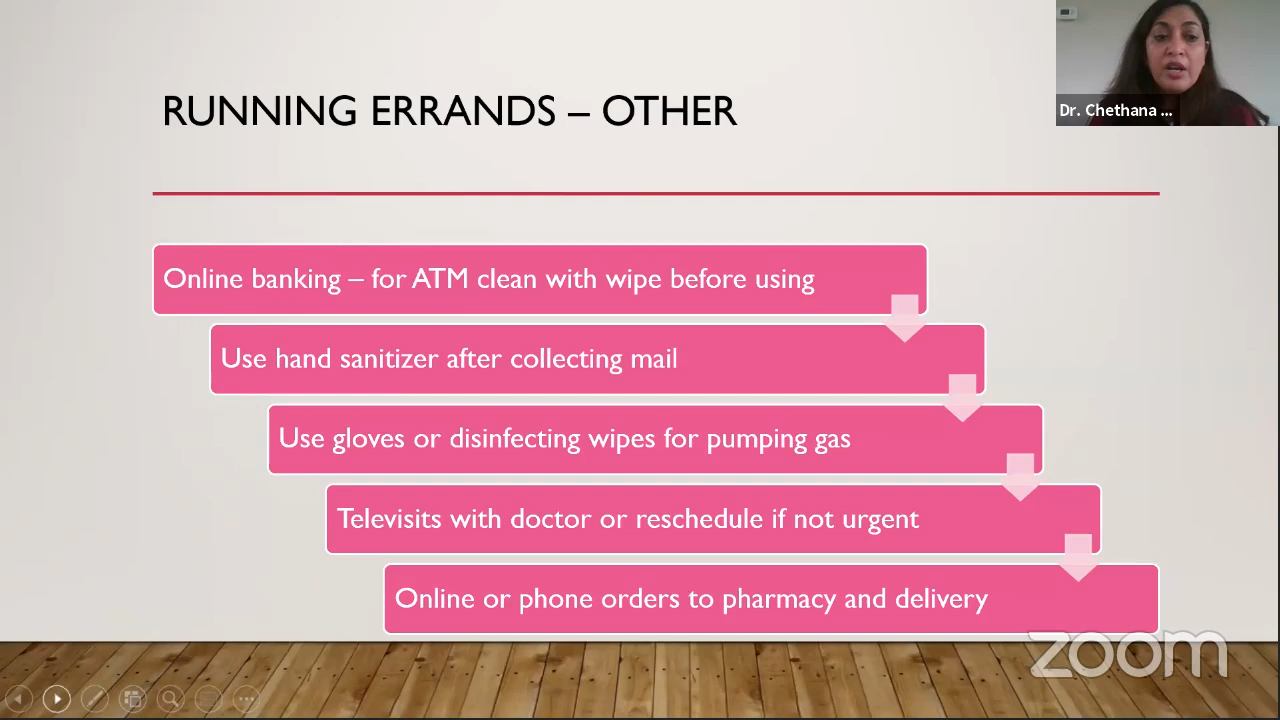 Dr. Chethana ...
RUNNING ERRANDS – OTHER
Online banking – for ATM clean with wipe before using
Use hand sanitizer after collecting mail
Use gloves or disinfecting wipes for pumping gas
Televisits with doctor or reschedule if not urgent
Online or phone orders to pharmacy and delivery
zoom